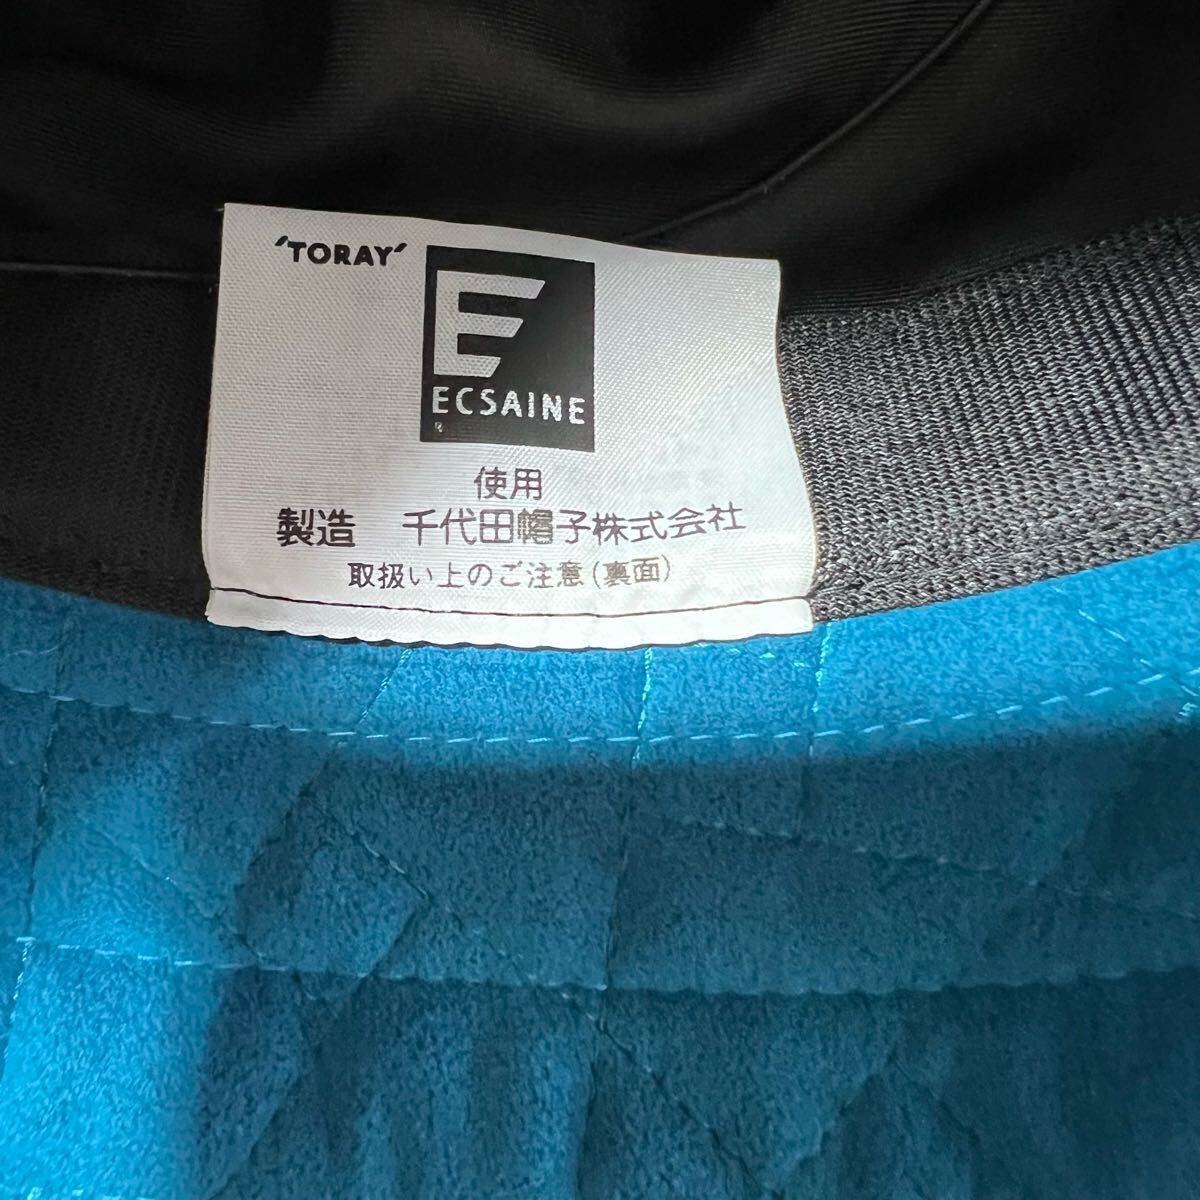 ‘TORAY’
E
ECSAINE
®
使用
製造 千代田帽子株式会社
取扱い上のご注意(裏面)